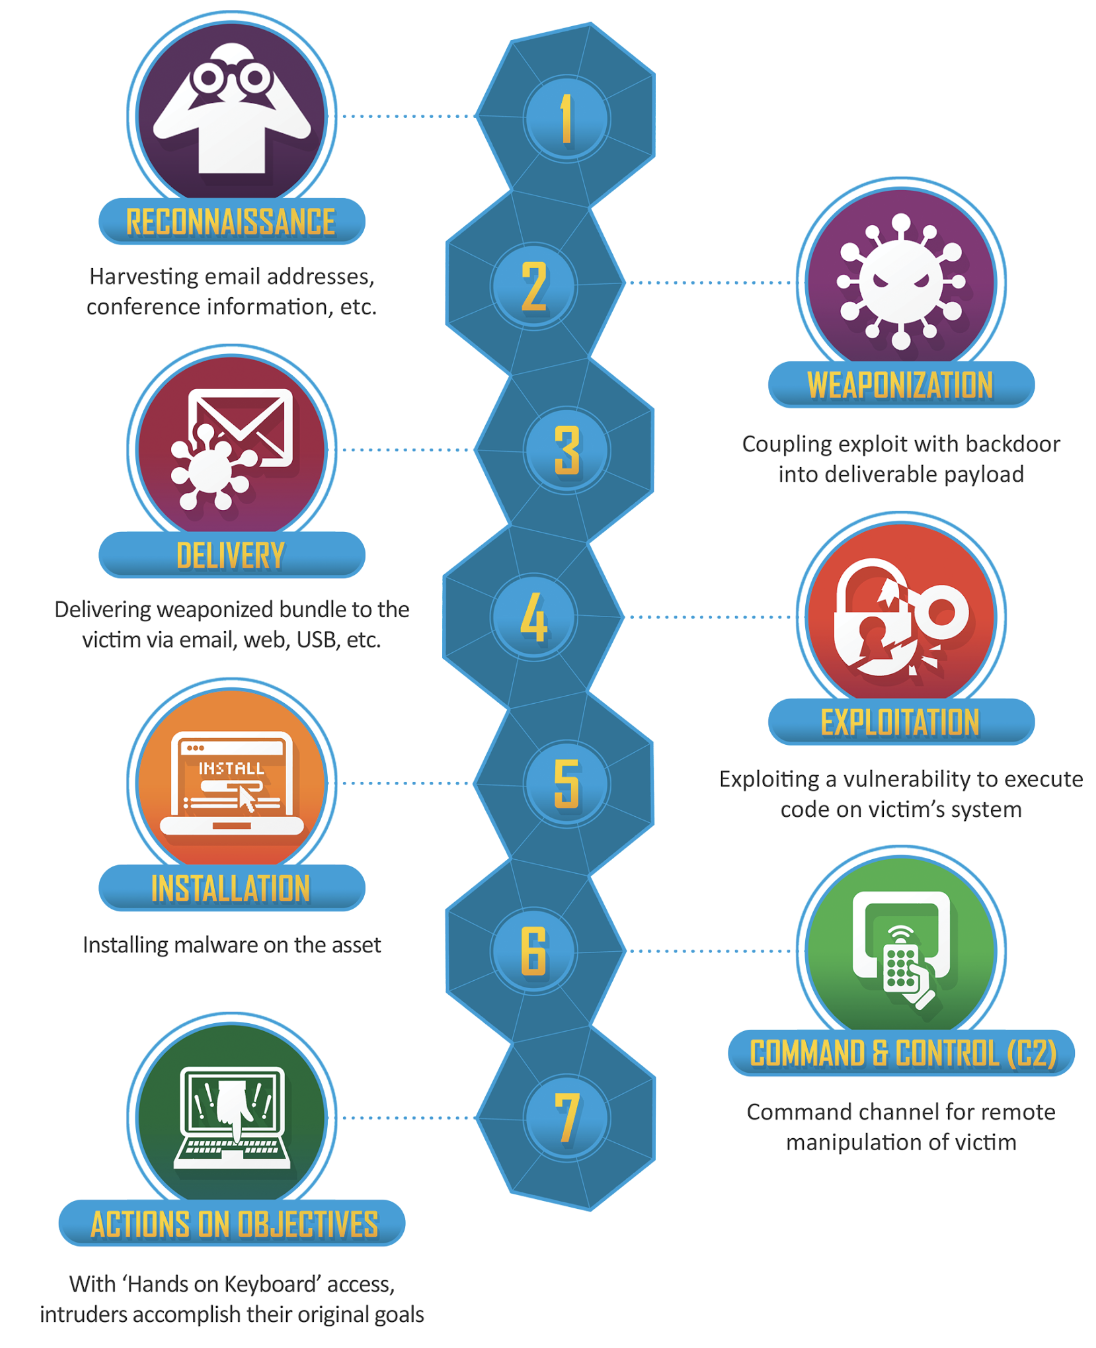 1
RECONNAISSANCE
Harvesting email addresses,
conference information, etc.
2
WEAPONIZATION
Coupling exploit with backdoor
into deliverable payload
3
DELIVERY
Delivering weaponized bundle to the
victim via email, web, USB, etc.
4
EXPLOITATION
Exploiting a vulnerability to execute
code on victim’s system
5
INSTALL
INSTALLATION
Installing malware on the asset
6
COMMAND & CONTROL (C2)
Command channel for remote
manipulation of victim
7
ACTIONS ON OBJECTIVES
With ‘Hands on Keyboard’ access,
intruders accomplish their original goals